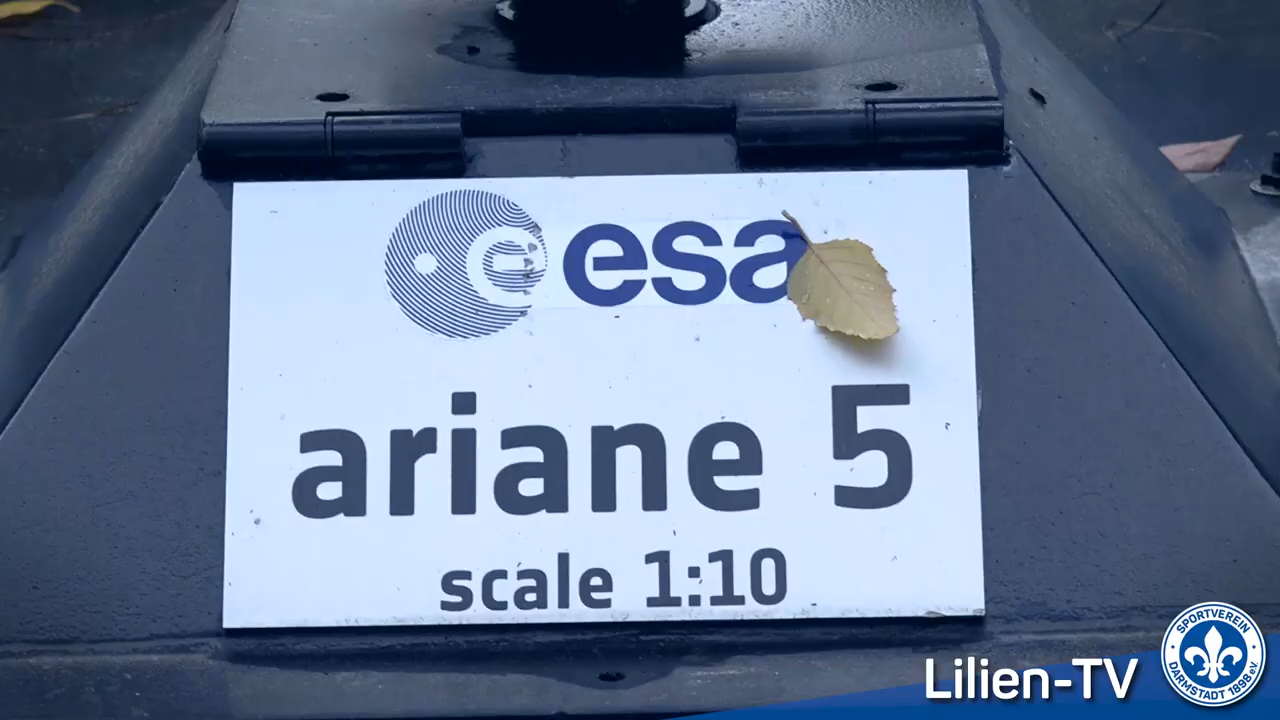 esa
ariane 5
scale 1:10
Lilien-TV
SPORTVEREIN
DARMSTADT 1898 e.V.